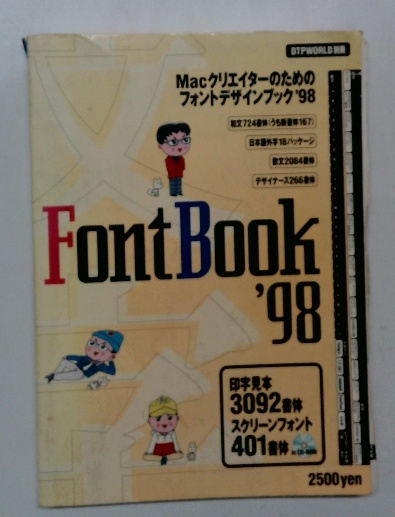 DTPWORLD別冊
Macクリエイターのための
フォントデザインブック'98
和文724書体(うち新書体167)
日本語外字16パッケージ
欧文2084書体
デザイナーズ266書体
FontBook
'98
印字見本
3092書体
スクリーンフォント
401書体 in CD-ROM
2500yen